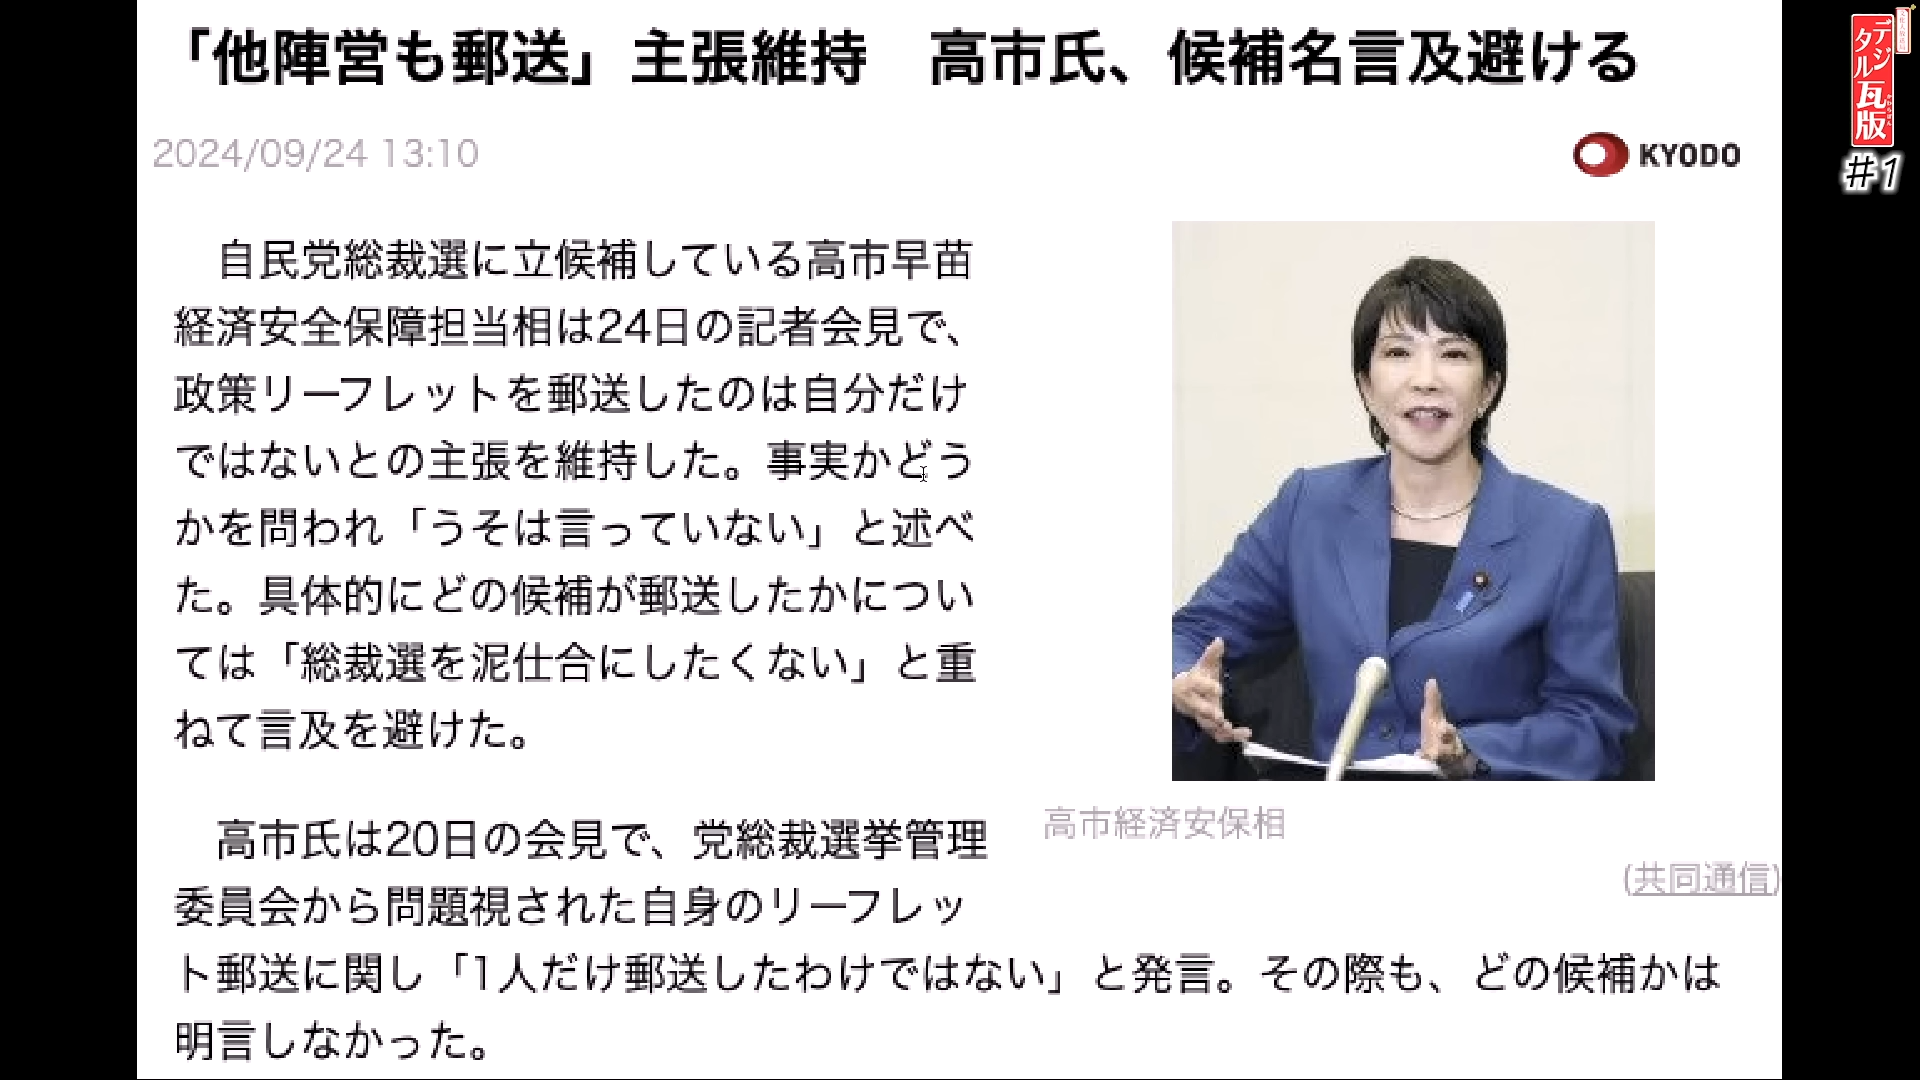 「他陣営も郵送」主張維持　高市氏、候補名言及避ける
2024/09/24 13:10
KYODO
自民党総裁選に立候補している高市早苗
経済安全保障担当相は24日の記者会見で、
政策リーフレットを郵送したのは自分だけ
ではないとの主張を維持した。事実かどう
かを問われ「うそは言っていない」と述べ
た。具体的にどの候補が郵送したかについ
ては「総裁選を泥仕合にしたくない」と重
ねて言及を避けた。
高市経済安保相
(共同通信)
高市氏は20日の会見で、党総裁選挙管理
委員会から問題視された自身のリーフレッ
ト郵送に関し「1人だけ郵送したわけではない」と発言。その際も、どの候補かは
明言しなかった。
デジタル瓦版
#1